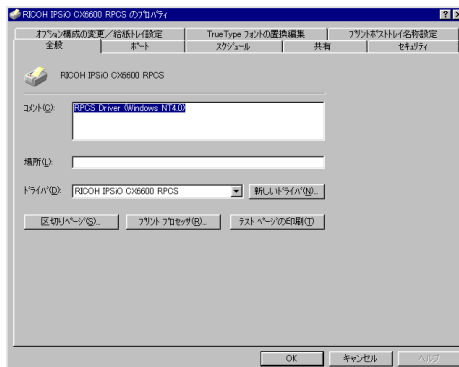 RICOH IPSiO CX6600 RPCS のプロパティ
オプション構成の変更／給紙トレイ設定
TrueType フォントの置換編集
プリントポストトレイ名称設定
全般
ポート
スケジュール
共有
セキュリティ
RICOH IPSiO CX6600 RPCS
コメント(C):
RPCS Driver (Windows NT4.0)
場所(L):
ドライバ(D):
RICOH IPSiO CX6600 RPCS
新しいドライバ(N)...
区切りページ(S)...
プリント プロセッサ(R)...
テスト ページの印刷(T)
OK
キャンセル
ヘルプ